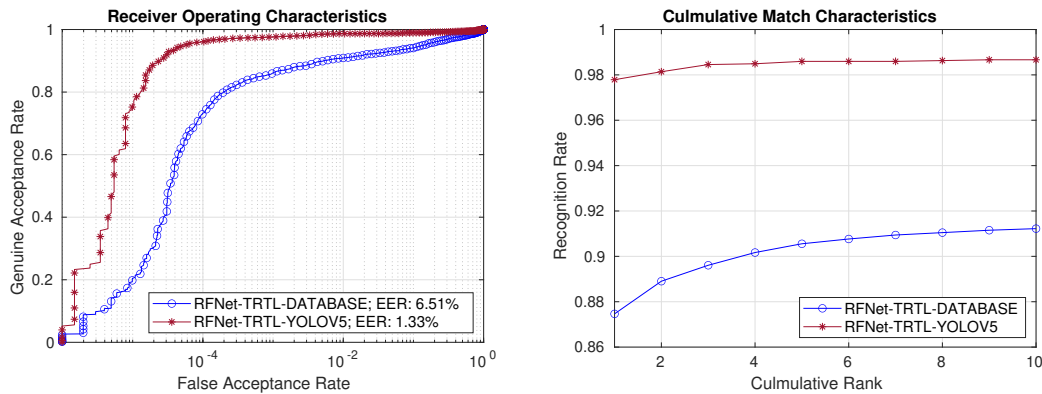 Receiver Operating Characteristics
1
0.8
0.6
0.4
0.2
0
Genuine Acceptance Rate
RFNet-TRTL-DATABASE; EER: 6.51%
RFNet-TRTL-YOLOV5; EER: 1.33%
10^-4
10^-2
10^0
False Acceptance Rate
Culmulative Match Characteristics
1
0.98
0.96
0.94
0.92
0.9
0.88
0.86
Recognition Rate
RFNet-TRTL-DATABASE
RFNet-TRTL-YOLOV5
2
4
6
8
10
Culmulative Rank